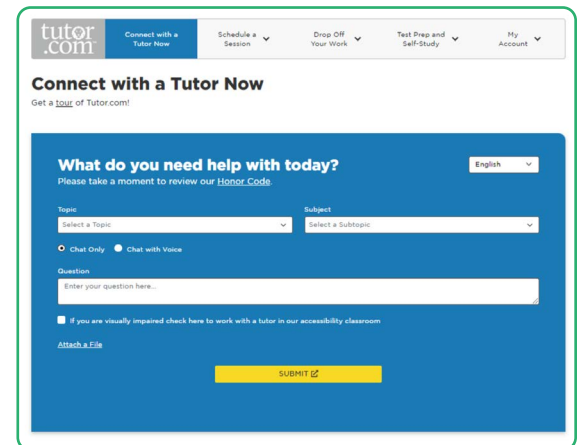 tutor
.com
Connect with a
Tutor Now
Schedule a
Session
Drop Off
Your Work
Test Prep and
Self-Study
My
Account
Connect with a Tutor Now
Get a tour of Tutor.com!
What do you need help with today?
English
Please take a moment to review our Honor Code.
Topic
Subject
Select a Topic
Select a Subtopic
Chat Only
Chat with Voice
Question
Enter your question here...
If you are visually impaired check here to work with a tutor in our accessibility classroom
Attach a File
SUBMIT